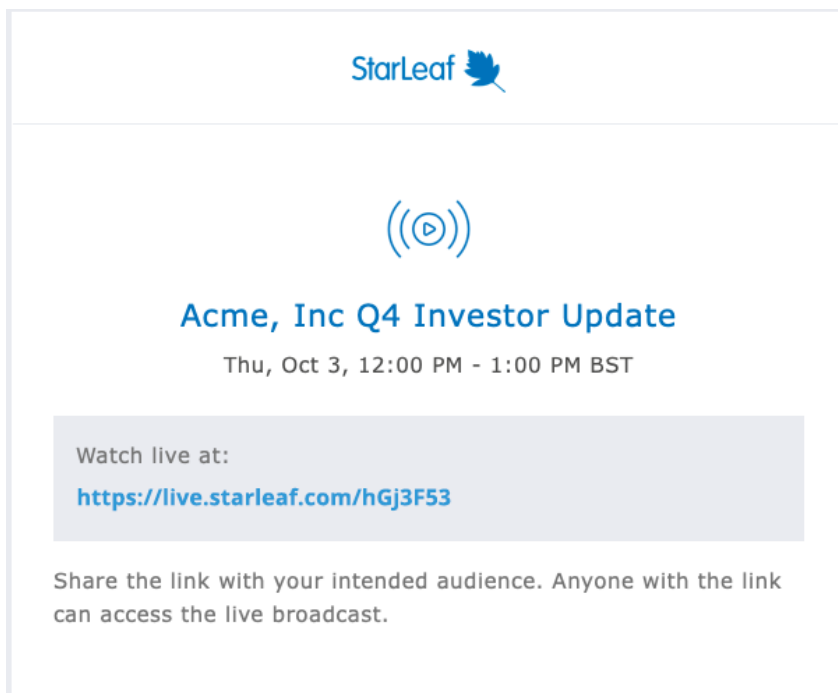 StarLeaf
Acme, Inc Q4 Investor Update
Thu, Oct 3, 12:00 PM - 1:00 PM BST
Watch live at:
https://live.starleaf.com/hGj3F53
Share the link with your intended audience. Anyone with the link
can access the live broadcast.